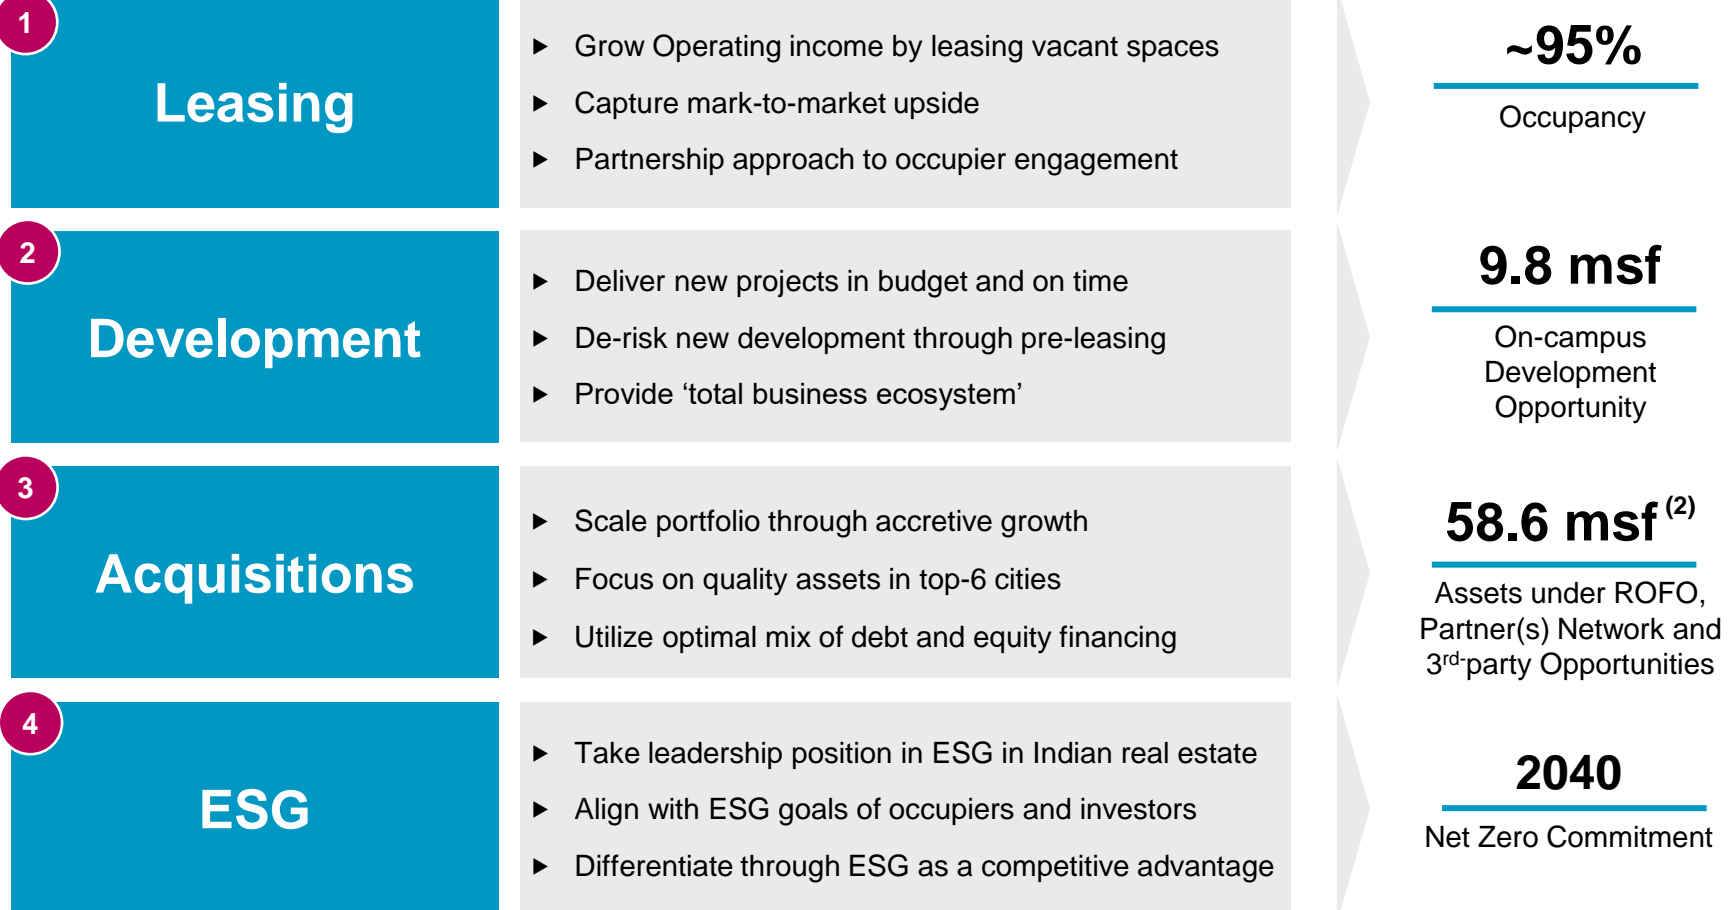 1
Leasing
► Grow Operating income by leasing vacant spaces
► Capture mark-to-market upside
► Partnership approach to occupier engagement
~95%
Occupancy
2
Development
► Deliver new projects in budget and on time
► De-risk new development through pre-leasing
► Provide ‘total business ecosystem’
9.8 msf
On-campus
Development
Opportunity
3
Acquisitions
► Scale portfolio through accretive growth
► Focus on quality assets in top-6 cities
► Utilize optimal mix of debt and equity financing
58.6 msf (2)
Assets under ROFO,
Partner(s) Network and
3rd-party Opportunities
4
ESG
► Take leadership position in ESG in Indian real estate
► Align with ESG goals of occupiers and investors
► Differentiate through ESG as a competitive advantage
2040
Net Zero Commitment